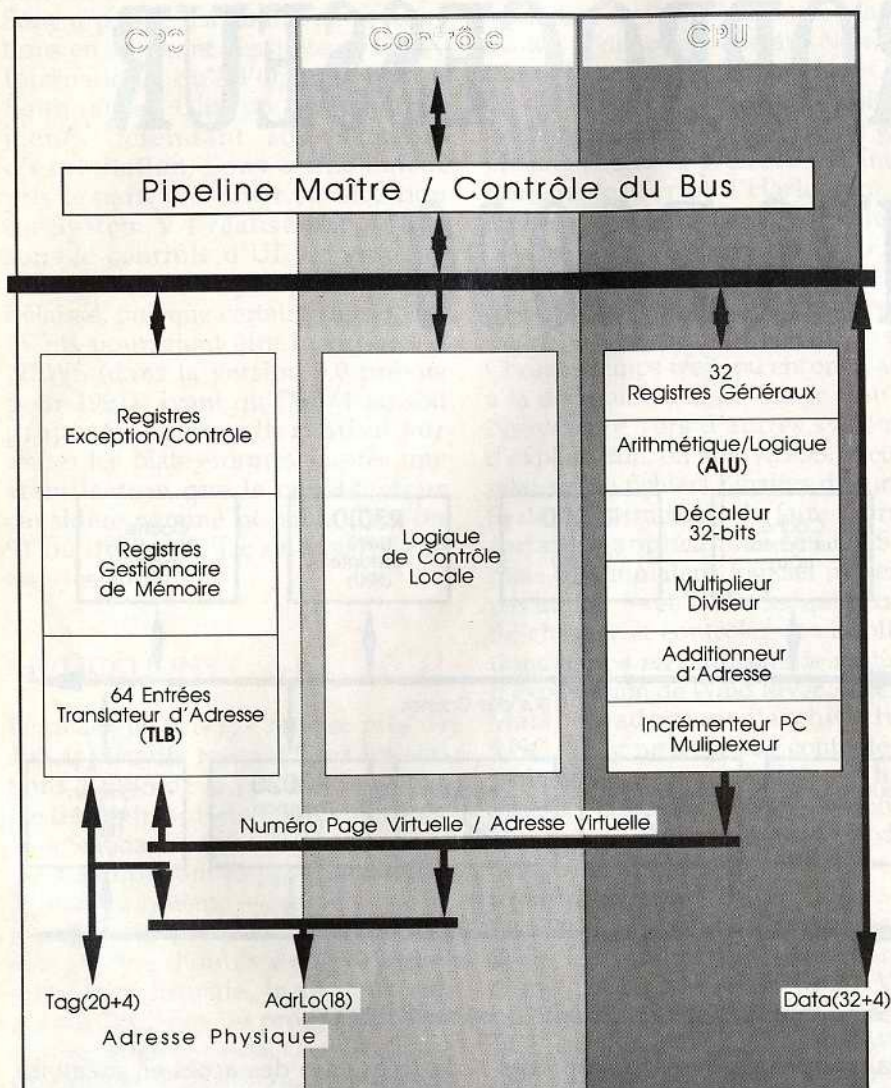 CPC
Contrôle
CPU
Pipeline Maître / Contrôle du Bus
Registres
Exception/Contrôle
Registres
Gestionnaire
de Mémoire
64 Entrées
Translateur d'Adresse
(TLB)
Logique
de Contrôle
Locale
32
Registres Généraux
Arithmétique/Logique
(ALU)
Décaleur
32-bits
Multiplieur
Diviseur
Additionneur
d'Adresse
Incrémenteur PC
Muliplexeur
Numéro Page Virtuelle / Adresse Virtuelle
Tag(20+4)
AdrLo(18)
Data(32+4)
Adresse Physique